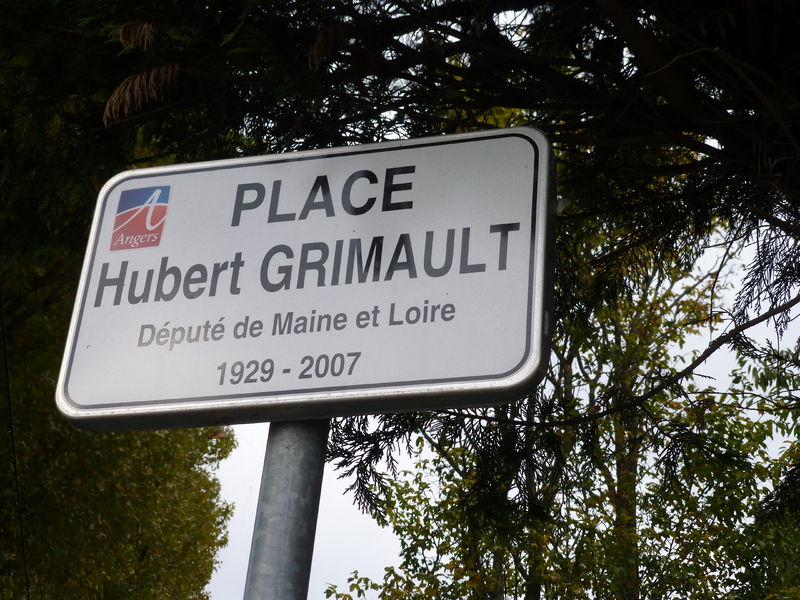 PLACE
Angers
Hubert GRIMAULT
Député de Maine et Loire
1929 - 2007